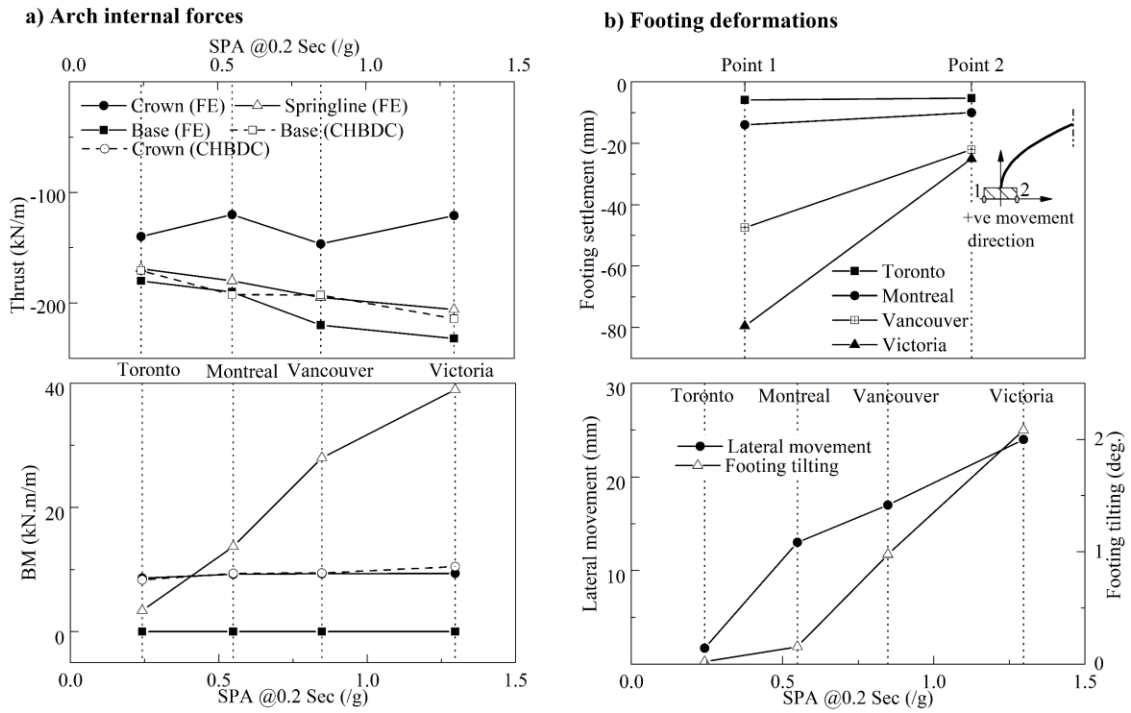 a) Arch internal forces
SPA @0.2 Sec (/g)
0.0 0.5 1.0 1.5
Crown (FE) Springline (FE)
Base (FE) Base (CHBDC)
Crown (CHBDC)
-100
-200
Thrust (kN/m)
Toronto Montreal Vancouver Victoria
40
20
0
BM (kN.m/m)
0.0 0.5 1.0 1.5
SPA @0.2 Sec (/g)
b) Footing deformations
Point 1 Point 2
0
-20
-40
-60
-80
Footing settlement (mm)
1 2
+ve movement
direction
Toronto
Montreal
Vancouver
Victoria
30
20
10
Lateral movement (mm)
Toronto Montreal Vancouver Victoria
Lateral movement
Footing tilting
2
1
0
Footing tilting (deg.)
0.0 0.5 1.0 1.5
SPA @0.2 Sec (/g)